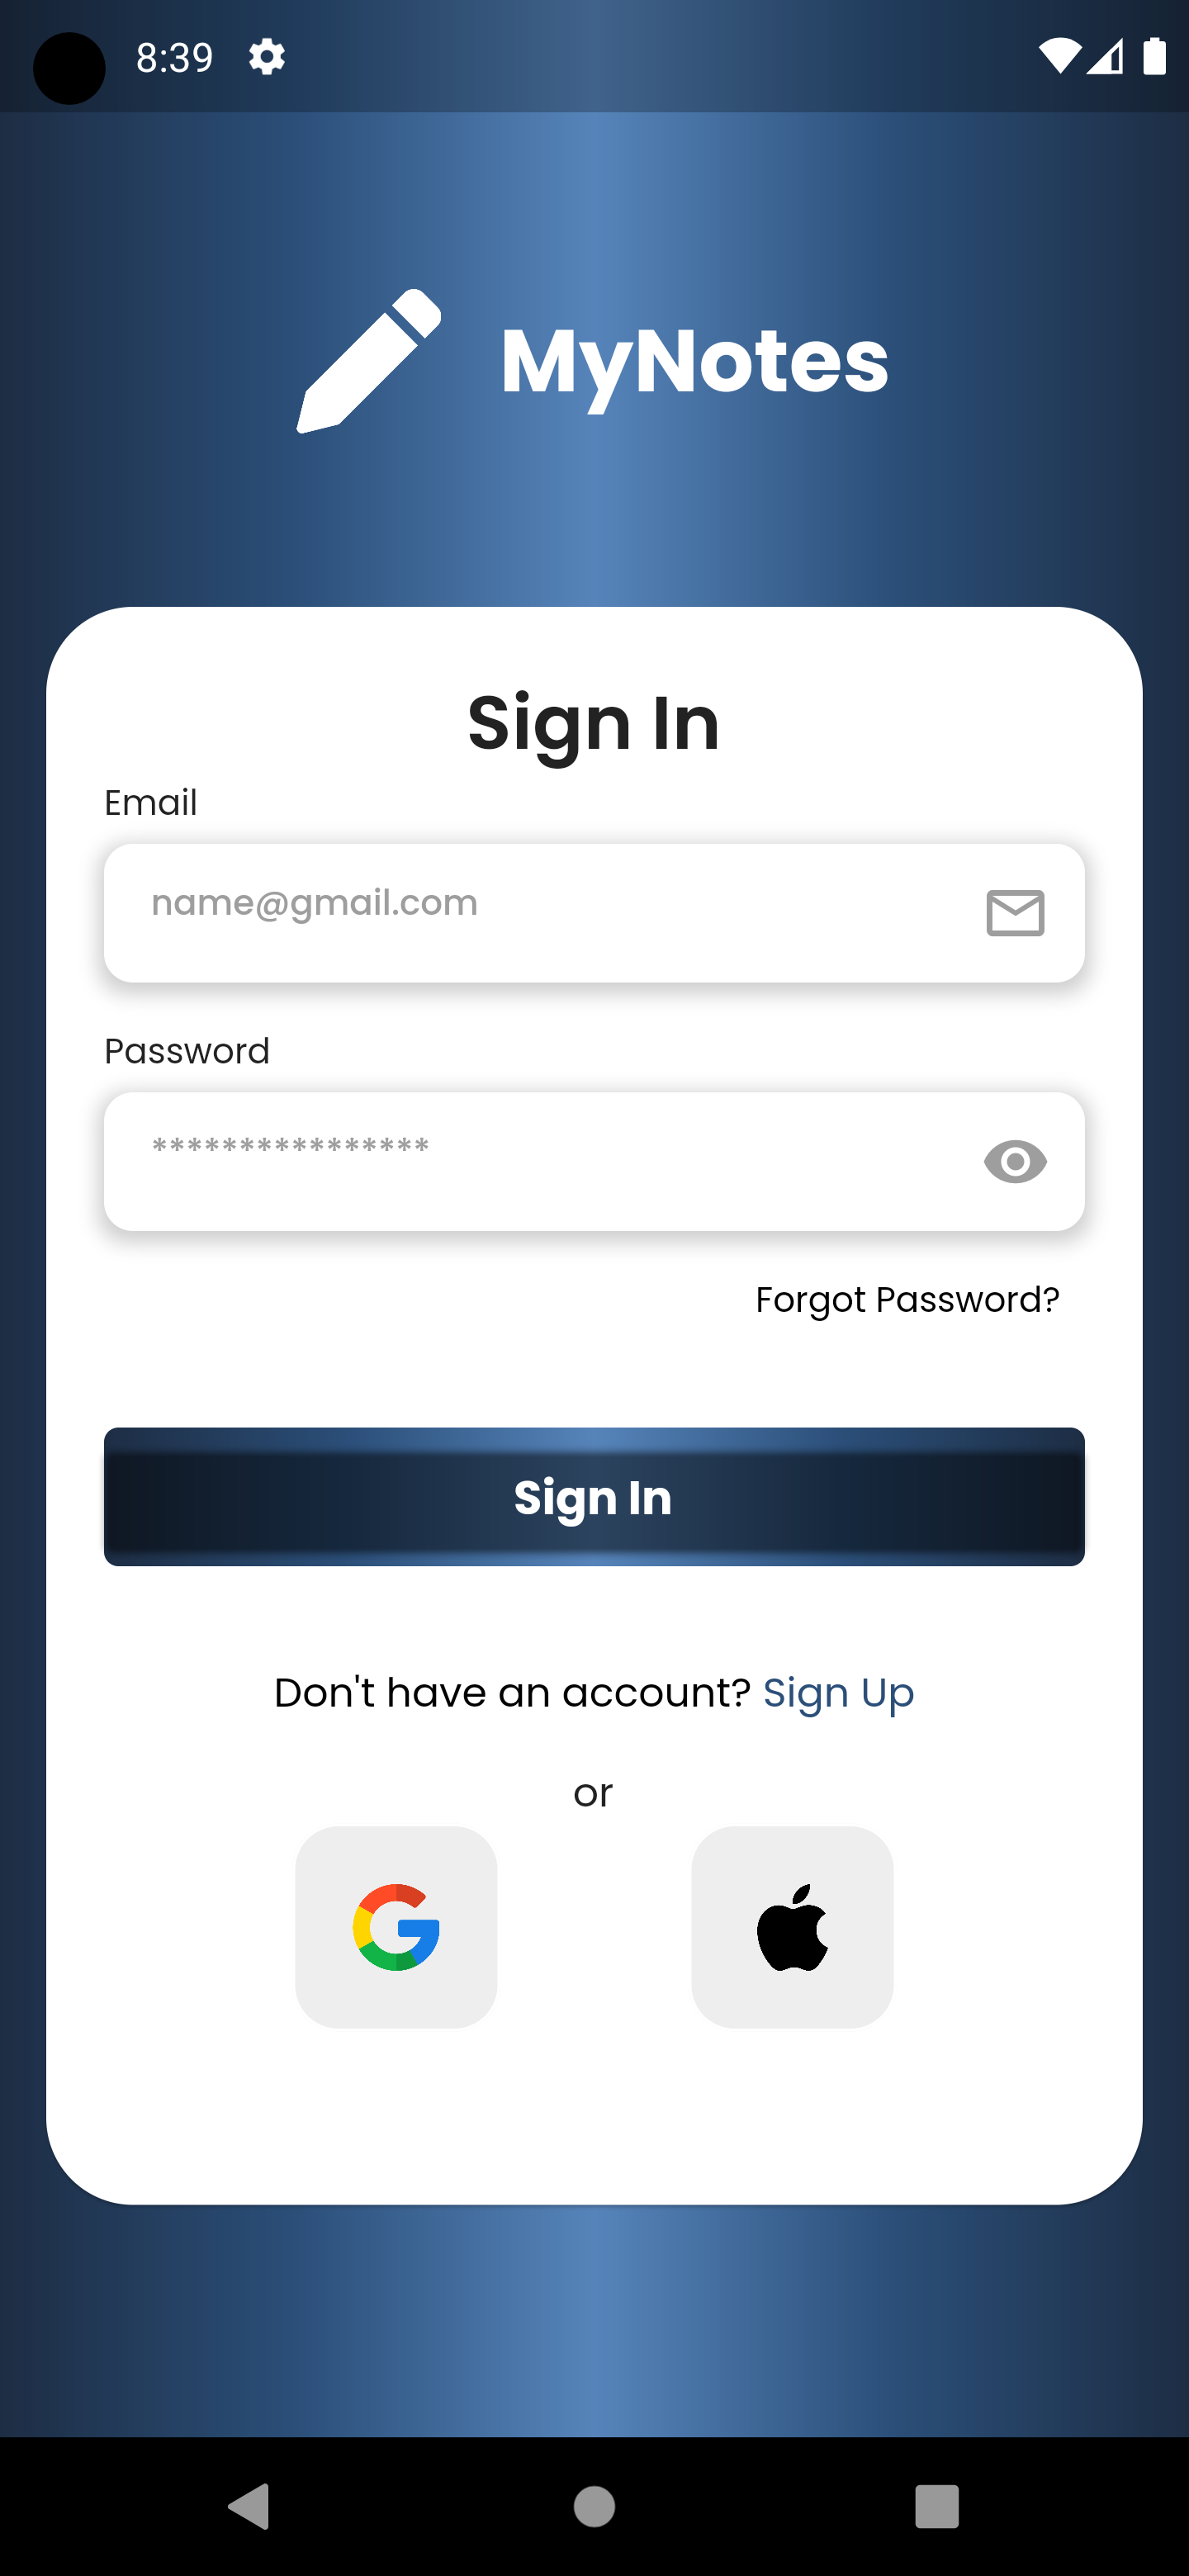 8:39
MyNotes
Sign In
Email
name@gmail.com
Password
****************
Forgot Password?
Sign In
Don't have an account? Sign Up
or